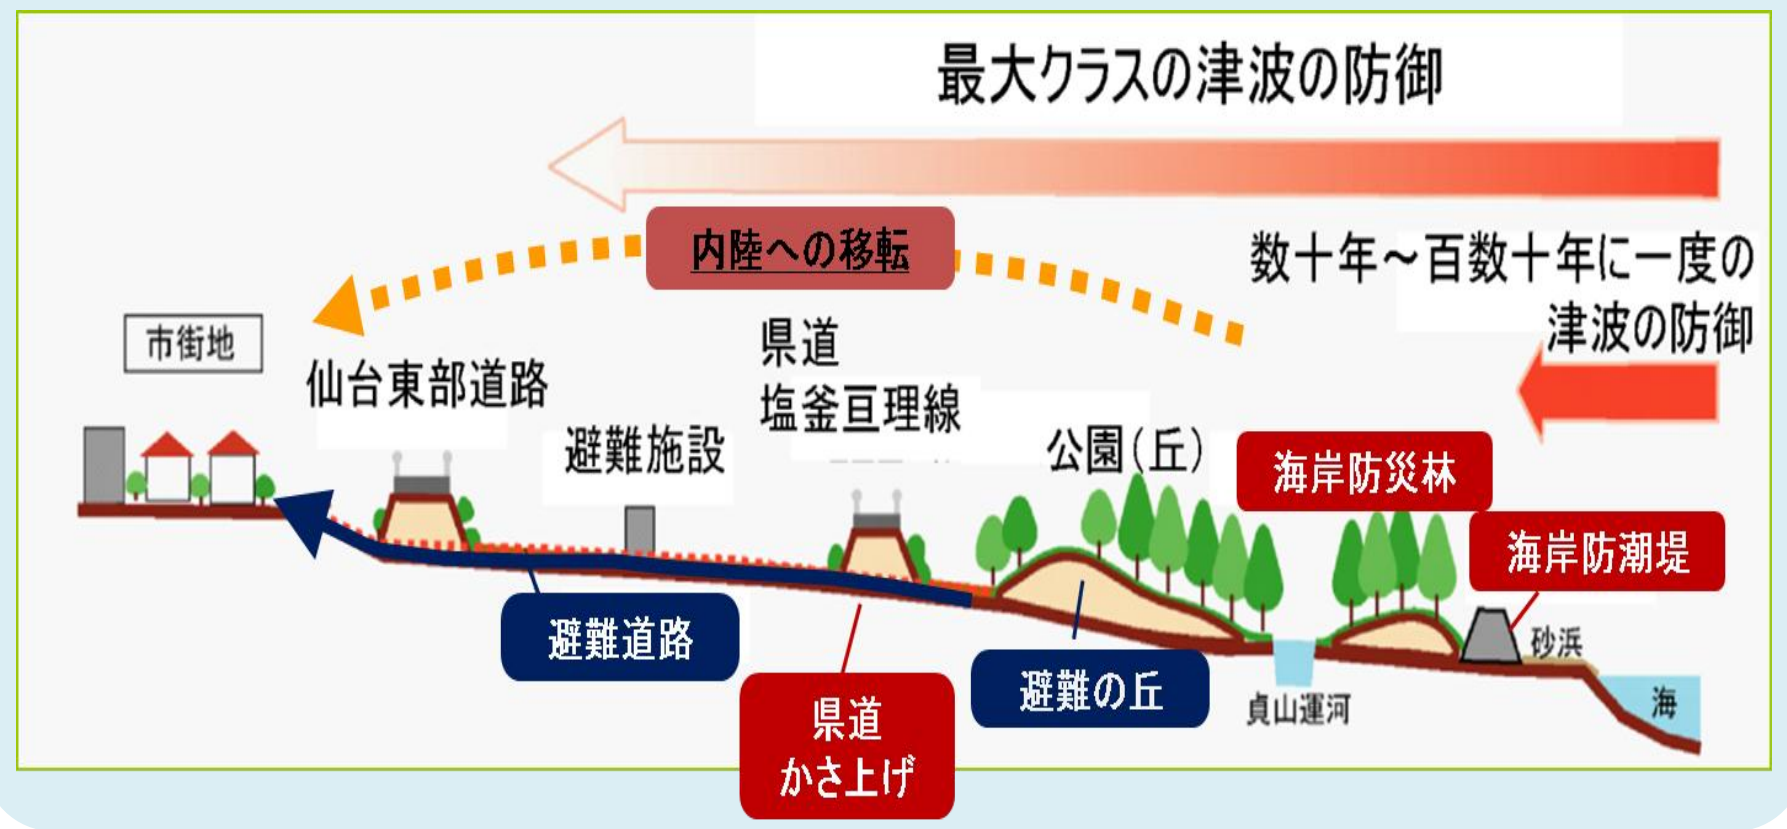 最大クラスの津波の防御
内陸への移転
数十年～百数十年に一度の
津波の防御
市街地
仙台東部道路
県道
塩釜亘理線
避難施設
公園(丘)
海岸防災林
海岸防潮堤
避難道路
砂浜
避難の丘
貞山運河
海
県道
かさ上げ